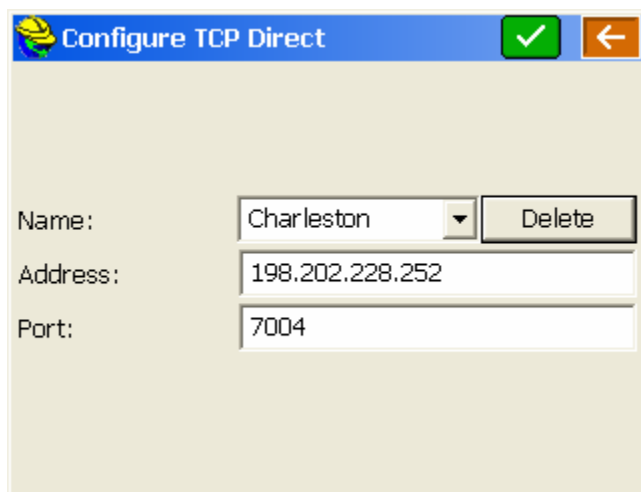 Configure TCP Direct
Name: Charleston Delete
Address: 198.202.228.252
Port: 7004